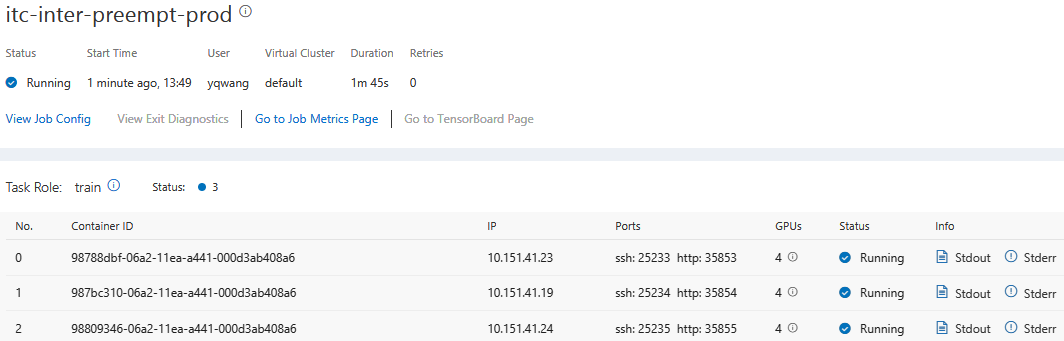 itc-inter-preempt-prod
Status Start Time User Virtual Cluster Duration Retries
Running 1 minute ago, 13:49 yqwang default 1m 45s 0
View Job Config View Exit Diagnostics Go to Job Metrics Page Go to TensorBoard Page
Task Role: train Status: 3
No. Container ID IP Ports GPUs Status Info
0 98788dbf-06a2-11ea-a441-000d3ab408a6 10.151.41.23 ssh: 25233 http: 35853 4 Running Stdout Stderr
1 987bc310-06a2-11ea-a441-000d3ab408a6 10.151.41.19 ssh: 25234 http: 35854 4 Running Stdout Stderr
2 98809346-06a2-11ea-a441-000d3ab408a6 10.151.41.24 ssh: 25235 http: 35855 4 Running Stdout Stderr